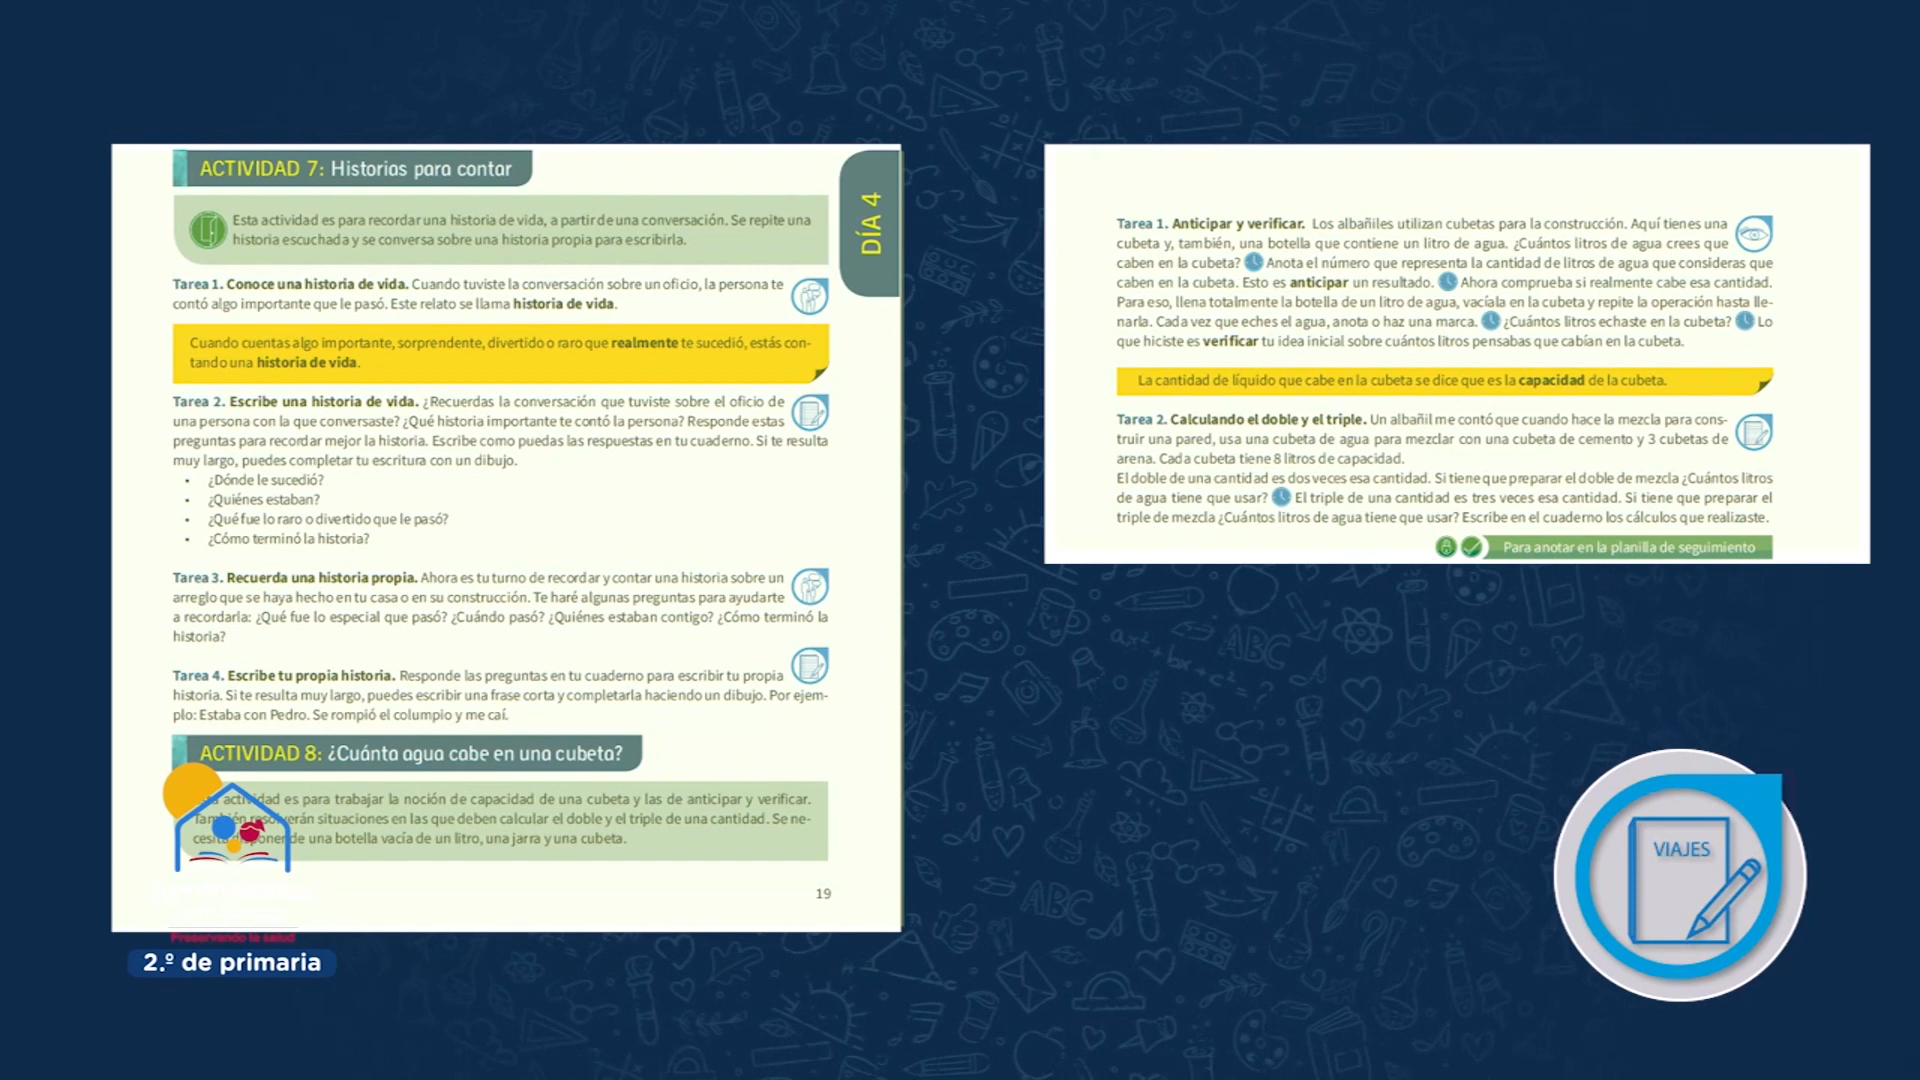 ACTIVIDAD 7: Historias para contar
DÍA 4
Esta actividad es para recordar una historia de vida, a partir de una conversación. Se repite una
historia escuchada y se conversa sobre una historia propia para escribirla.
Tarea 1. Conoce una historia de vida. Cuando tuviste la conversación sobre un oficio, la persona te
contó algo importante que le pasó. Este relato se llama historia de vida.
Cuando cuentas algo importante, sorprendente, divertido o raro que realmente te sucedió, estás con-
tando una historia de vida.
Tarea 2. Escribe una historia de vida. ¿Recuerdas la conversación que tuviste sobre el oficio de
una persona con la que conversaste? ¿Qué historia importante te contó la persona? Responde estas
preguntas para recordar mejor la historia. Escribe como puedas las respuestas en tu cuaderno. Si te resulta
muy largo, puedes completar tu escritura con un dibujo.
• ¿Dónde le sucedió?
• ¿Quiénes estaban?
• ¿Qué fue lo raro o divertido que le pasó?
• ¿Cómo terminó la historia?
Tarea 3. Recuerda una historia propia. Ahora es tu turno de recordar y contar una historia sobre un
arreglo que se haya hecho en tu casa o en su construcción. Te haré algunas preguntas para ayudarte
a recordarla: ¿Qué fue lo especial que pasó? ¿Cuándo pasó? ¿Quiénes estaban contigo? ¿Cómo terminó la
historia?
Tarea 4. Escribe tu propia historia. Responde las preguntas en tu cuaderno para escribir tu propia
historia. Si te resulta muy largo, puedes escribir una frase corta y completarla haciendo un dibujo. Por ejem-
plo: Estaba con Pedro. Se rompió el columpio y me caí.
ACTIVIDAD 8: ¿Cuánta agua cabe en una cubeta?
actividad es para trabajar la noción de capacidad de una cubeta y las de anticipar y verificar.
También resolverán situaciones en las que deben calcular el doble y el triple de una cantidad. Se ne-
cesita disponer de una botella vacía de un litro, una jarra y una cubeta.
19
Preservando la salud
2.º de primaria
Tarea 1. Anticipar y verificar. Los albañiles utilizan cubetas para la construcción. Aquí tienes una
cubeta y, también, una botella que contiene un litro de agua. ¿Cuántos litros de agua crees que
caben en la cubeta? Anota el número que representa la cantidad de litros de agua que consideras que
caben en la cubeta. Esto es anticipar un resultado. Ahora comprueba si realmente cabe esa cantidad.
Para eso, llena totalmente la botella de un litro de agua, vacíala en la cubeta y repite la operación hasta lle-
narla. Cada vez que eches el agua, anota o haz una marca. ¿Cuántos litros echaste en la cubeta? Lo
que hiciste es verificar tu idea inicial sobre cuántos litros pensabas que cabían en la cubeta.
La cantidad de líquido que cabe en la cubeta se dice que es la capacidad de la cubeta.
Tarea 2. Calculando el doble y el triple. Un albañil me contó que cuando hace la mezcla para cons-
truir una pared, usa una cubeta de agua para mezclar con una cubeta de cemento y 3 cubetas de
arena. Cada cubeta tiene 8 litros de capacidad.
El doble de una cantidad es dos veces esa cantidad. Si tiene que preparar el doble de mezcla ¿Cuántos litros
de agua tiene que usar? El triple de una cantidad es tres veces esa cantidad. Si tiene que preparar el
triple de mezcla ¿Cuántos litros de agua tiene que usar? Escribe en el cuaderno los cálculos que realizaste.
Para anotar en la planilla de seguimiento
VIAJES